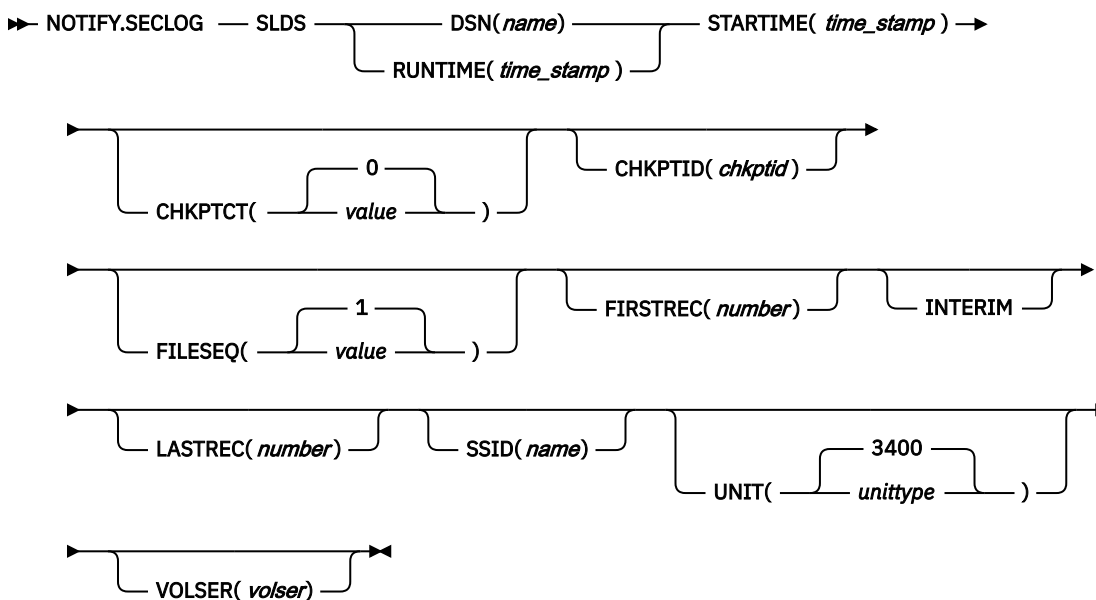 NOTIFY.SECLOG SLDS DSN(name) STARTIME( time_stamp )
RUNTIME( time_stamp )
0
CHKPTCT( value )
CHKPTID( chkptid )
1
FILESEQ( value )
FIRSTREC( number )
INTERIM
LASTREC( number )
SSID( name )
3400
UNIT( unittype )
VOLSER( volser )